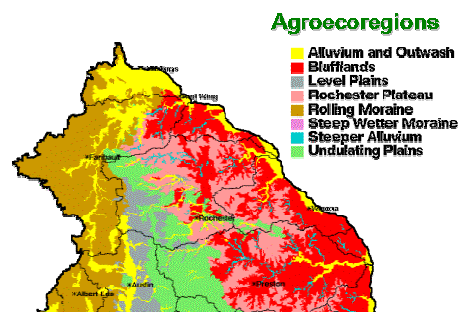 Agroecoregions
Alluvium and Outwash
Blufflands
Level Plains
Rochester Plateau
Rolling Moraine
Steep Wetter Moraine
Steeper Alluvium
Undulating Plains
Red Wing
Faribault
Rochester
Winona
Austin
Preston
Albert Lea